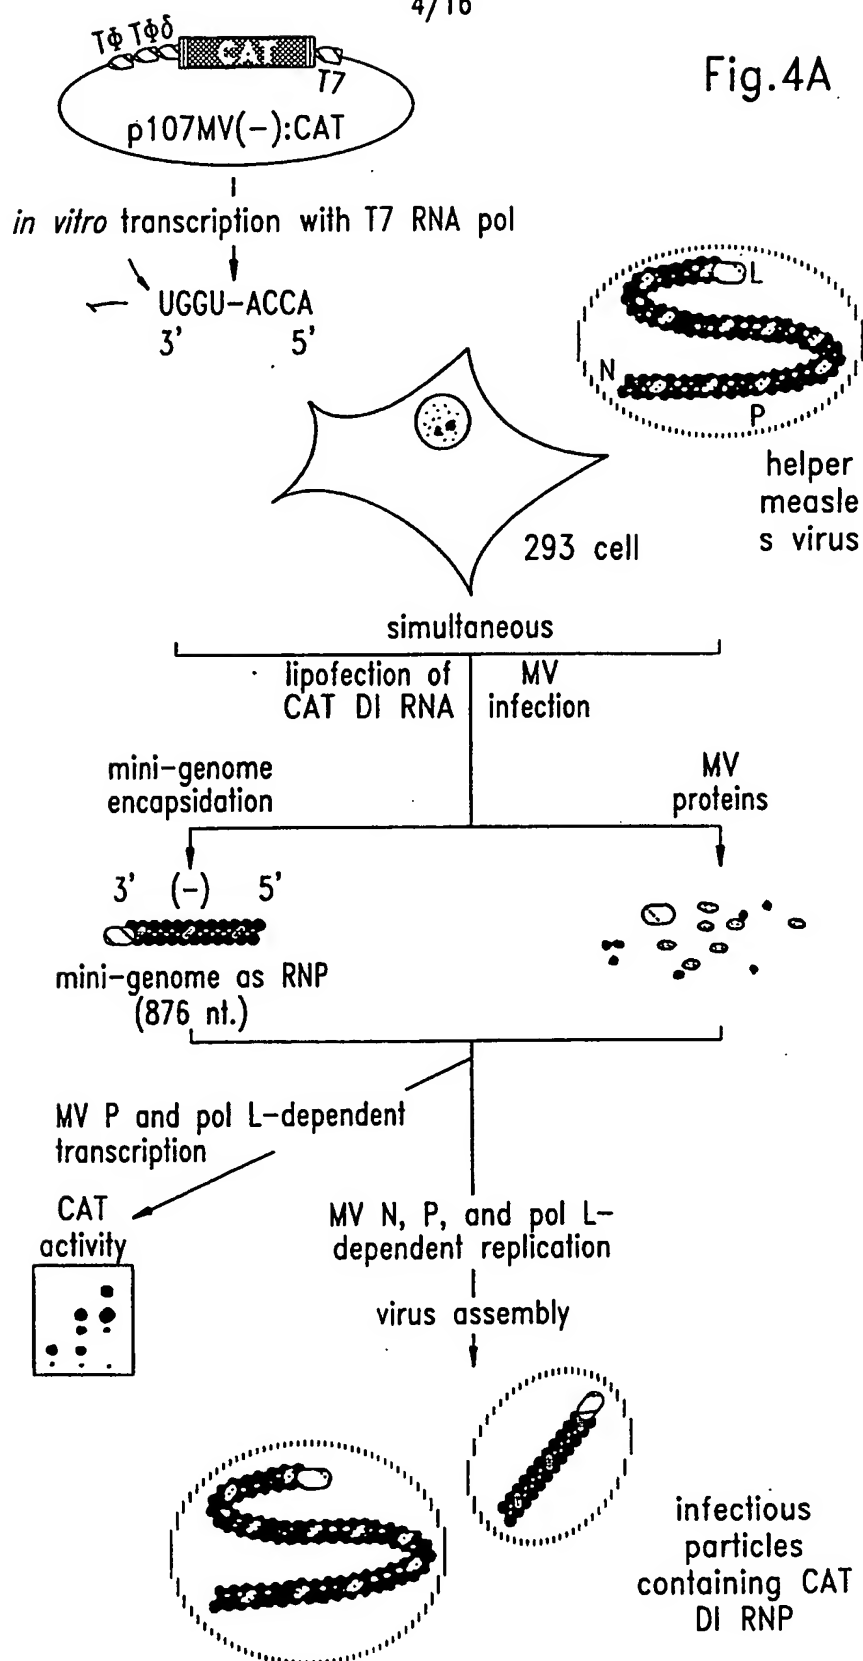 4/16
Fig.4A
TΦ TΦδ
CAT
T7
p107MV(-):CAT
in vitro transcription with T7 RNA pol
UGGU-ACCA
3' 5'
L
N
P
helper
measle
s virus
293 cell
simultaneous
lipofection of
CAT DI RNA
MV
infection
mini-genome
encapsidation
MV
proteins
3' (-) 5'
mini-genome as RNP
(876 nt.)
MV P and pol L-dependent
transcription
CAT
activity
MV N, P, and pol L-
dependent replication
virus assembly
infectious
particles
containing CAT
DI RNP